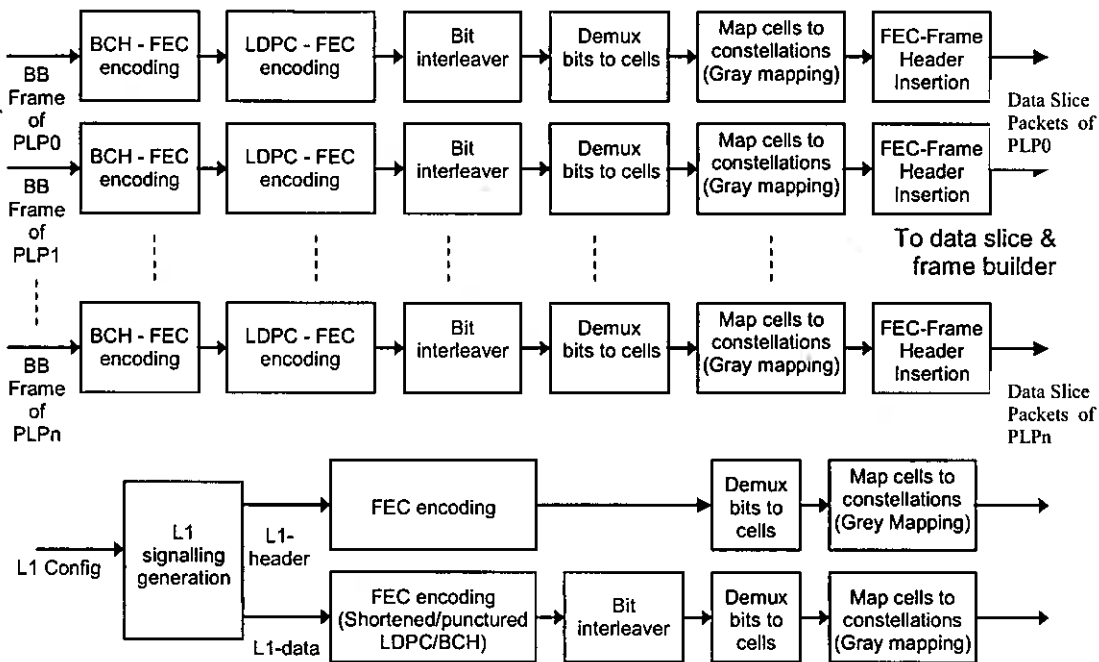 BB
Frame
of
PLP0
BCH - FEC
encoding
LDPC - FEC
encoding
Bit
interleaver
Demux
bits to cells
Map cells to
constellations
(Gray mapping)
FEC-Frame
Header
Insertion
Data Slice
Packets of
PLP0
BB
Frame
of
PLP1
BCH - FEC
encoding
LDPC - FEC
encoding
Bit
interleaver
Demux
bits to cells
Map cells to
constellations
(Gray mapping)
FEC-Frame
Header
Insertion
To data slice &
frame builder
BB
Frame
of
PLPn
BCH - FEC
encoding
LDPC - FEC
encoding
Bit
interleaver
Demux
bits to cells
Map cells to
constellations
(Gray mapping)
FEC-Frame
Header
Insertion
Data Slice
Packets of
PLPn
L1 Config
L1
signalling
generation
L1-
header
FEC encoding
Demux
bits to
cells
Map cells to
constellations
(Grey Mapping)
L1-data
FEC encoding
(Shortened/punctured
LDPC/BCH)
Bit
interleaver
Demux
bits to
cells
Map cells to
constellations
(Gray mapping)